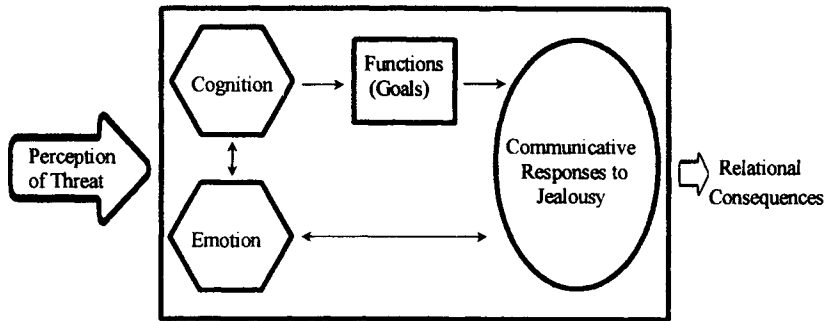 Perception
of Threat
Cognition
Emotion
Functions
(Goals)
Communicative
Responses to
Jealousy
Relational
Consequences